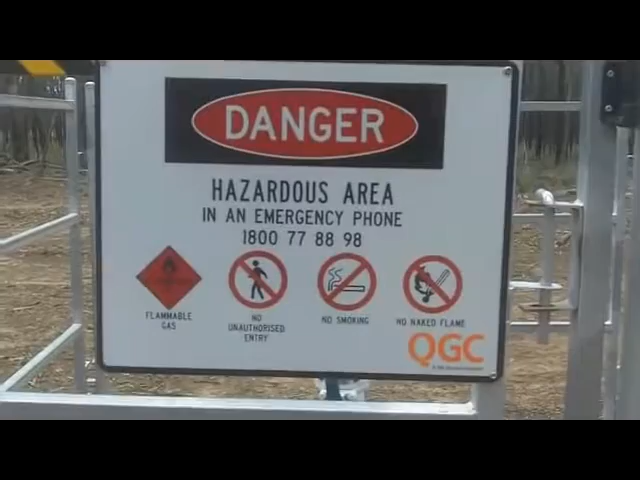 DANGER
HAZARDOUS AREA
IN AN EMERGENCY PHONE
1800 77 88 98
FLAMMABLE
GAS
NO
UNAUTHORISED
ENTRY
NO SMOKING
NO NAKED FLAME
QGC